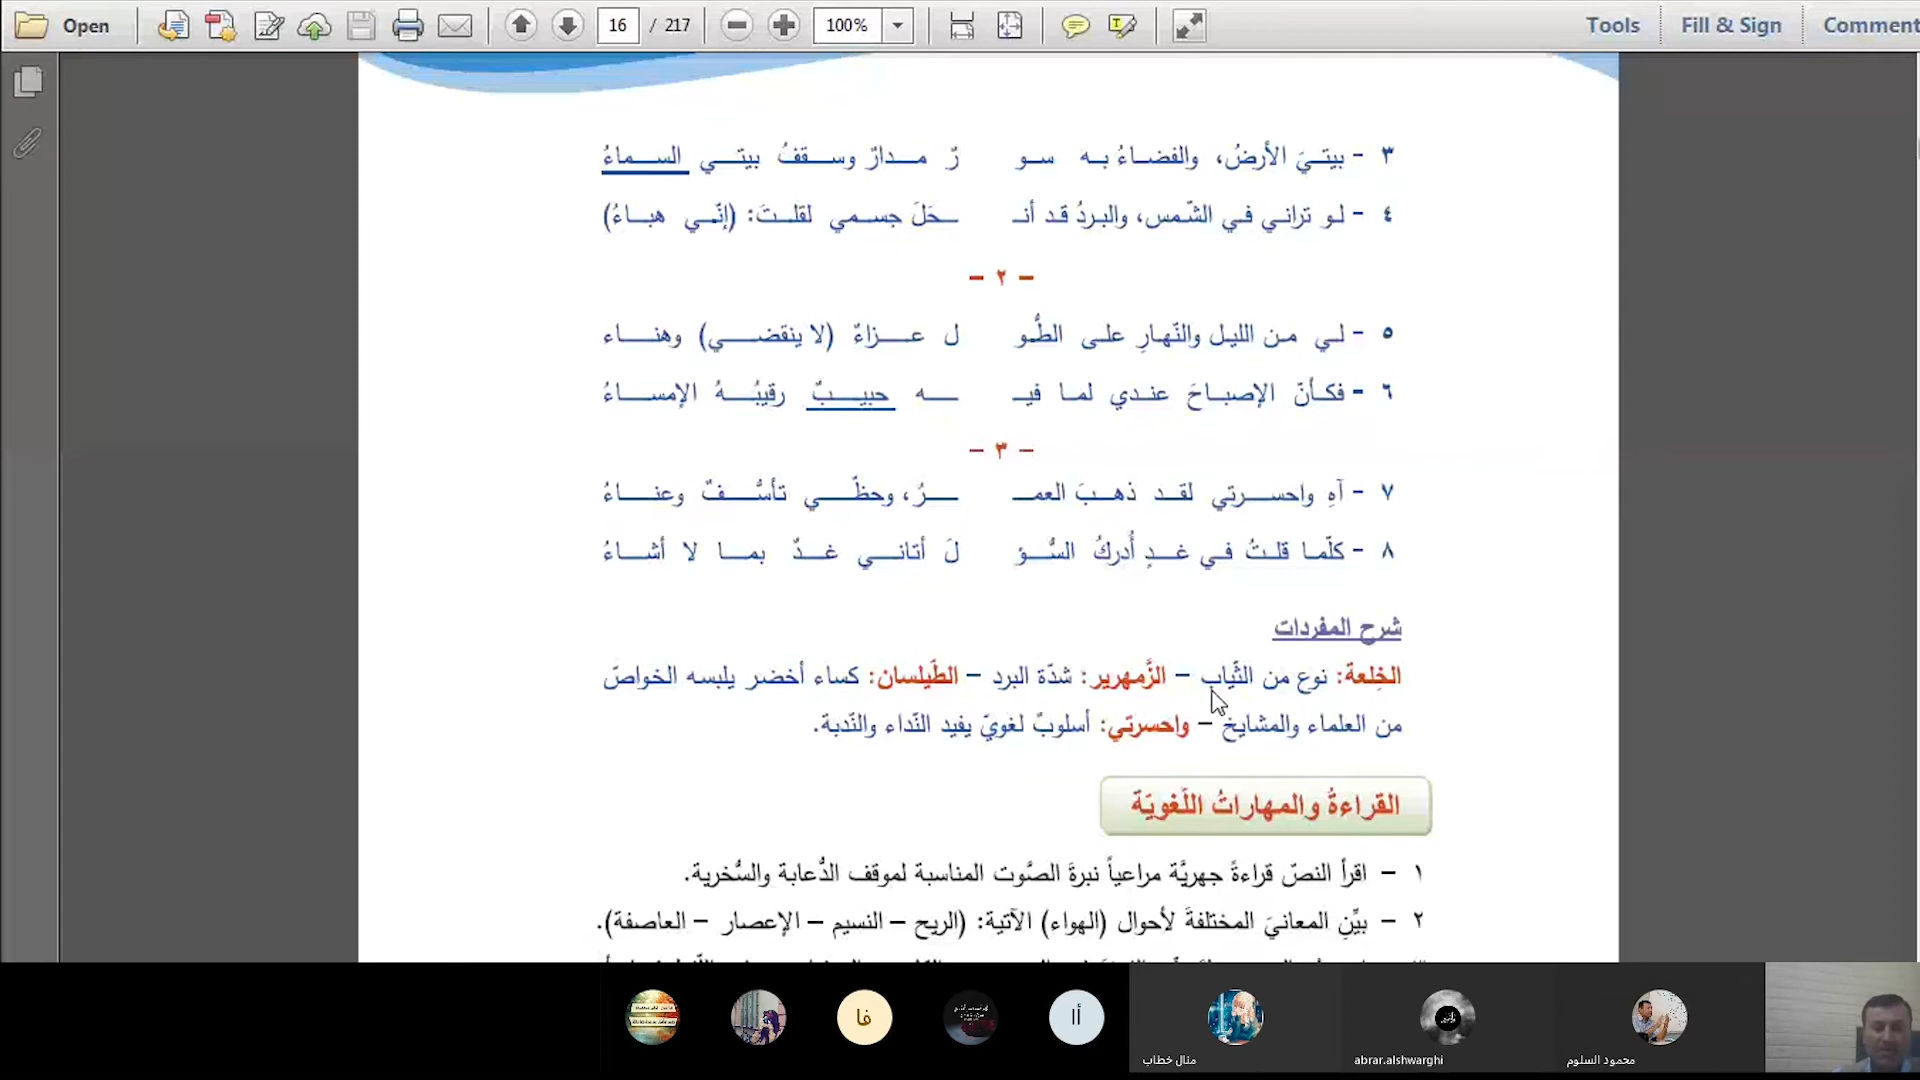 Open
16 / 217
100%
Tools
Fill & Sign
Comment
٣ - بيتيَ الأرضُ، والفضاءُ به سو رٌ مدارٌ وسقفُ بيتي السماءُ
٤ - لو تراني في الشّمس، والبردُ قد أنـ ـحَلَ جسمي لقلتَ: (إنّي هباءُ)
– ٢ –
٥ - لي من الليل والنّهارِ على الطُّو ل عزاءٌ (لا ينقضي) وهناء
٦ - فكأنّ الإصباحَ عندي لما فيـ ـه حبيبٌ رقيبُهُ الإمساءُ
– ٣ –
٧ - آهِ واحسرتي لقد ذهبَ العمـ ـرُ، وحظّي تأسُّفٌ وعناءُ
٨ - كلّما قلتُ في غدٍ أُدركُ السُّؤ لَ أتاني غدٌ بما لا أشاءُ
شرح المفردات
الخِلعة: نوع من الثّياب – الزَّمهرير: شدّة البرد – الطَّيلسان: كساء أخضر يلبسه الخواصّ
من العلماء والمشايخ – واحسرتي: أسلوبٌ لغويّ يفيد النّداء والنّدبة.
القراءةُ والمهاراتُ اللّغويّة
١ – اقرأ النصّ قراءةً جهريَّة مراعياً نبرةَ الصَّوت المناسبة لموقف الدُّعابة والسُّخرية.
٢ – بيِّنِ المعانيَ المختلفةَ لأحوال (الهواء) الآتية: (الريح – النسيم – الإعصار – العاصفة).
فا
أا
منال خطاب
abrar.alshwarghi
محمود السلوم